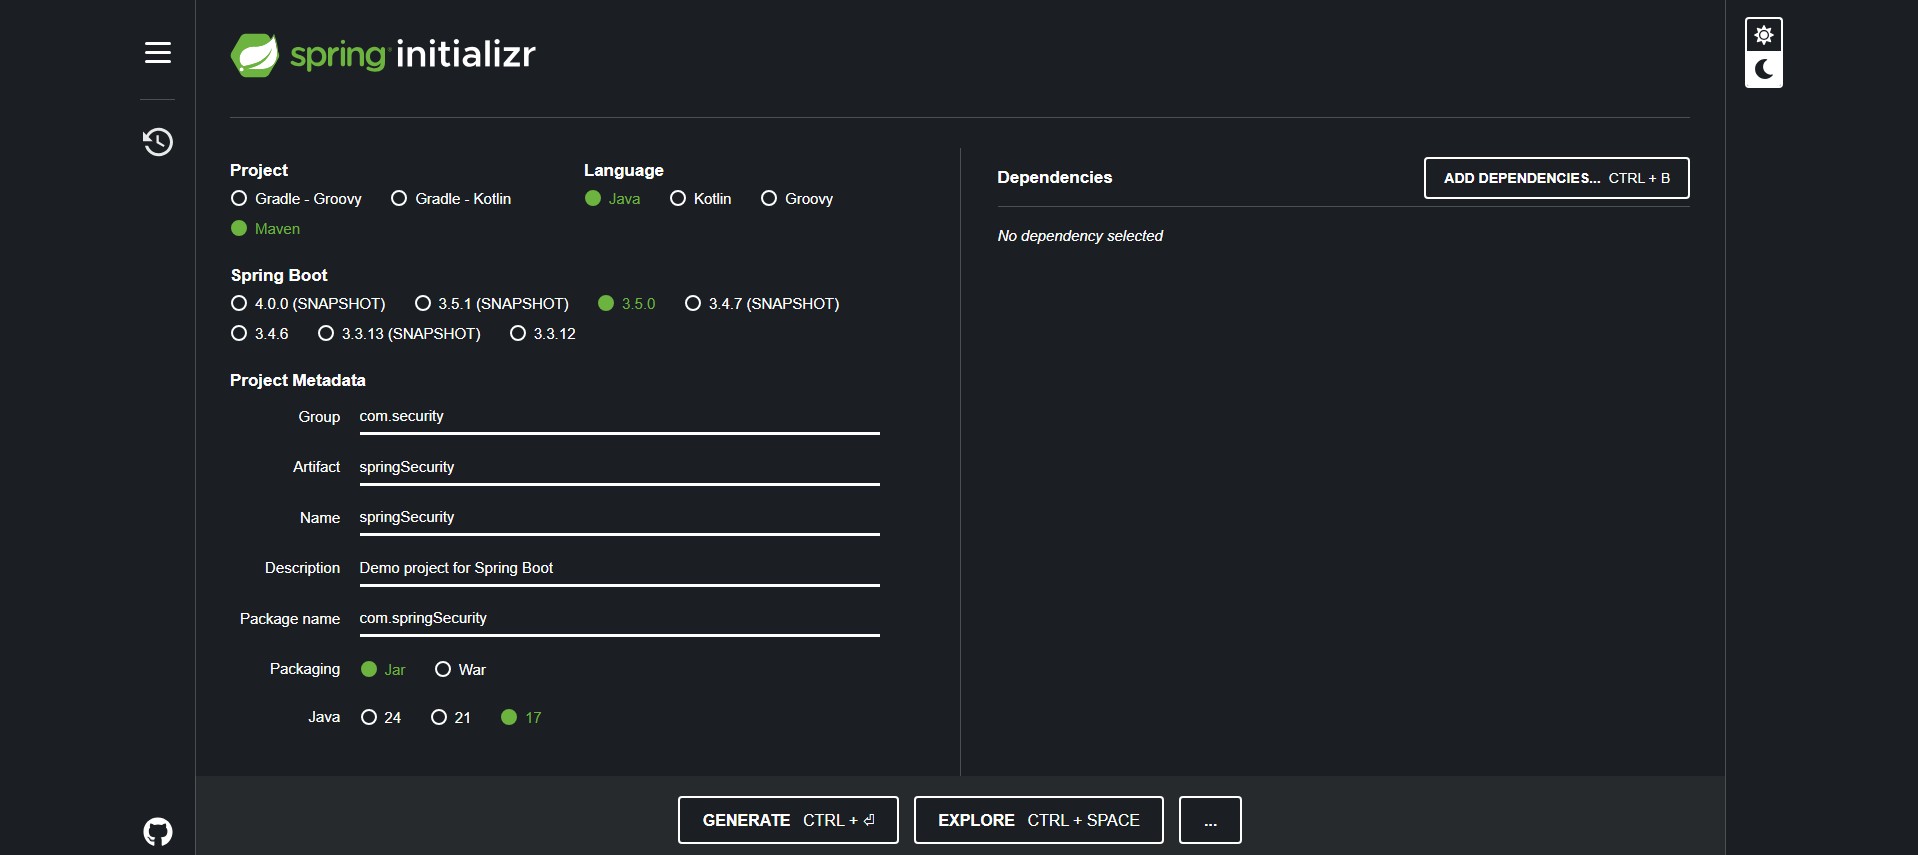 spring initializr
Project
Gradle - Groovy Gradle - Kotlin
Maven
Language
Java Kotlin Groovy
Spring Boot
4.0.0 (SNAPSHOT) 3.5.1 (SNAPSHOT) 3.5.0 3.4.7 (SNAPSHOT)
3.4.6 3.3.13 (SNAPSHOT) 3.3.12
Project Metadata
Group com.security
Artifact springSecurity
Name springSecurity
Description Demo project for Spring Boot
Package name com.springSecurity
Packaging Jar War
Java 24 21 17
Dependencies ADD DEPENDENCIES... CTRL + B
No dependency selected
GENERATE CTRL + ⏎ EXPLORE CTRL + SPACE ...